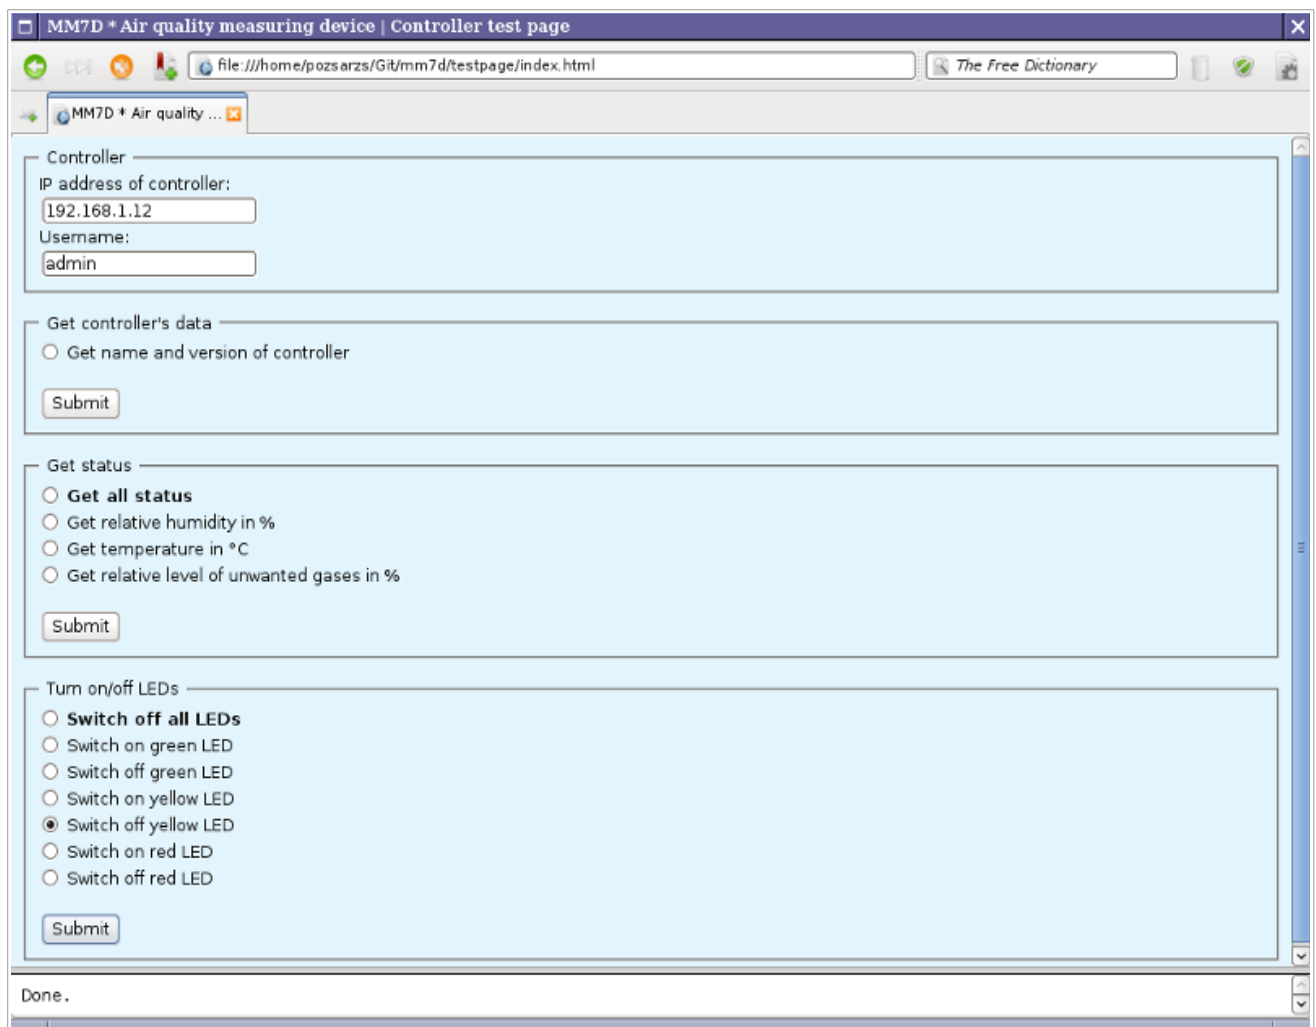 MM7D * Air quality measuring device | Controller test page
file:///home/pozsarzs/Git/mm7d/testpage/index.html
The Free Dictionary
MM7D * Air quality ...
Controller
IP address of controller:
192.168.1.12
Username:
admin
Get controller's data
Get name and version of controller
Submit
Get status
Get all status
Get relative humidity in %
Get temperature in °C
Get relative level of unwanted gases in %
Submit
Turn on/off LEDs
Switch off all LEDs
Switch on green LED
Switch off green LED
Switch on yellow LED
Switch off yellow LED
Switch on red LED
Switch off red LED
Submit
Done.